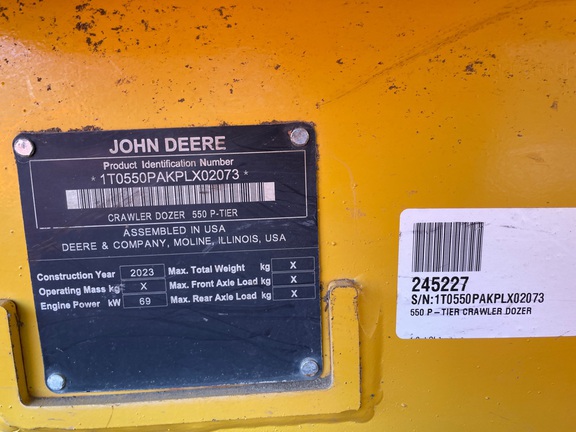 JOHN DEERE
Product Identification Number
* 1T0550PAKPLX02073 *
CRAWLER DOZER 550 P-TIER
ASSEMBLED IN USA
DEERE & COMPANY, MOLINE, ILLINOIS, USA
Construction Year 2023 Max. Total Weight kg X
Operating Mass kg X Max. Front Axle Load kg X
Engine Power kW 69 Max. Rear Axle Load kg X
245227
S/N:1T0550PAKPLX02073
550 P-TIER CRAWLER DOZER